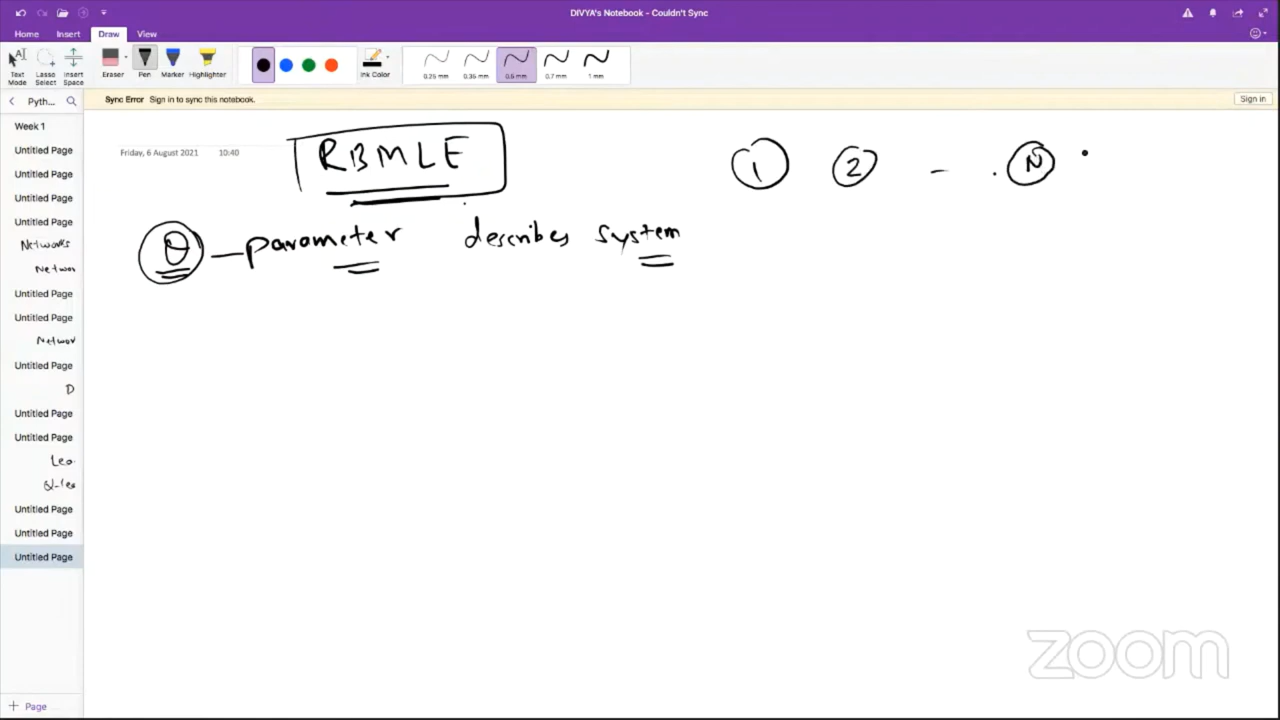 DIVYA's Notebook - Couldn't Sync
Home Insert Draw View
Text Mode
Lasso Select
Insert Space
Eraser
Pen
Marker
Highlighter
Ink Color
0.25 mm
0.35 mm
0.5 mm
0.7 mm
1 mm
Pyth...
Sync Error Sign in to sync this notebook.
Sign in
Week 1
Untitled Page
Untitled Page
Untitled Page
Untitled Page
Networks
Networ
Untitled Page
Untitled Page
Networ
Untitled Page
D
Untitled Page
Untitled Page
Lea
Q-lea
Untitled Page
Untitled Page
Untitled Page
+ Page
Friday, 6 August 2021 10:40
RBMLE
1 2 - . N
θ — parameter describes system
zoom